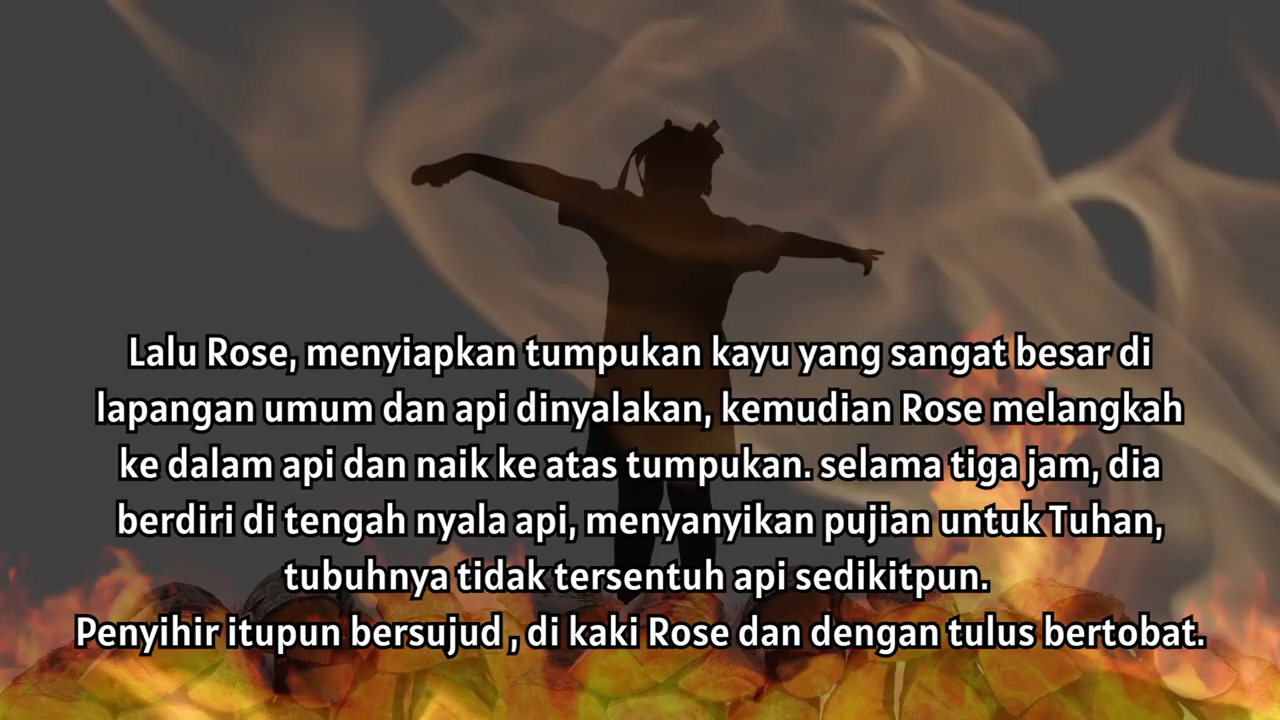 Lalu Rose, menyiapkan tumpukan kayu yang sangat besar di
lapangan umum dan api dinyalakan, kemudian Rose melangkah
ke dalam api dan naik ke atas tumpukan. selama tiga jam, dia
berdiri di tengah nyala api, menyanyikan pujian untuk Tuhan,
tubuhnya tidak tersentuh api sedikitpun.
Penyihir itupun bersujud , di kaki Rose dan dengan tulus bertobat.